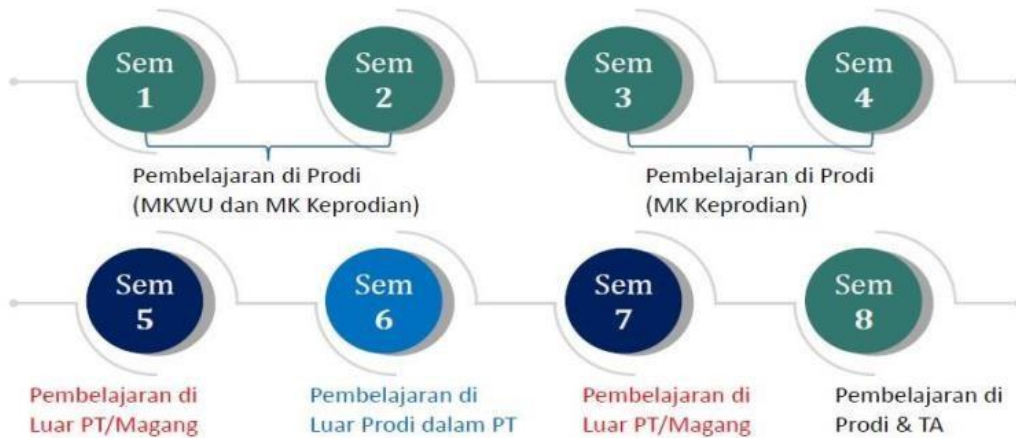 Sem
1
Sem
2
Sem
3
Sem
4
Pembelajaran di Prodi
(MKWU dan MK Keprodian)
Pembelajaran di Prodi
(MK Keprodian)
Sem
5
Sem
6
Sem
7
Sem
8
Pembelajaran di
Luar PT/Magang
Pembelajaran di
Luar Prodi dalam PT
Pembelajaran di
Luar PT/Magang
Pembelajaran di
Prodi & TA